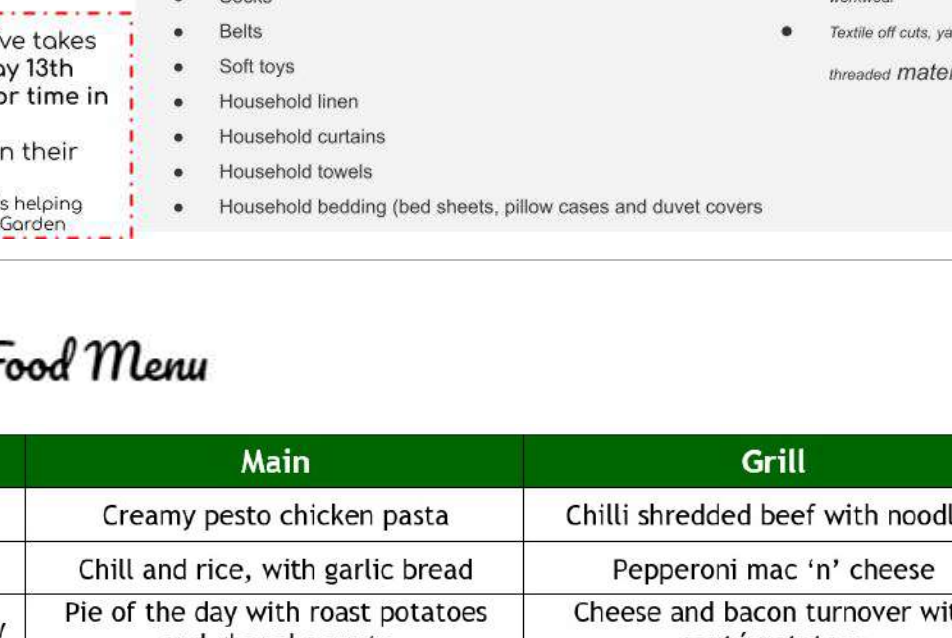 ve takes
ay 13th
or time in
n their
s helping
Garden
Socks
Belts
Soft toys
Household linen
Household curtains
Household towels
Household bedding (bed sheets, pillow cases and duvet covers
workwear
Textile off cuts, ya
threaded mater
Food Menu
Main
Grill
Creamy pesto chicken pasta
Chilli shredded beef with noodl
Chill and rice, with garlic bread
Pepperoni mac ‘n’ cheese
Pie of the day with roast potatoes
Cheese and bacon turnover wi